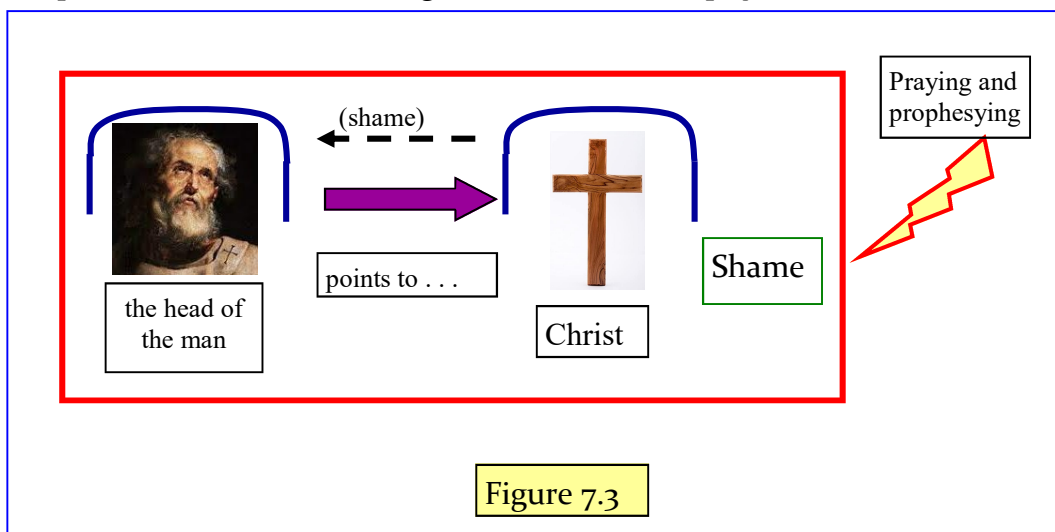 (shame)
Praying and
prophesying
points to . . .
Shame
the head of
the man
Christ
Figure 7.3